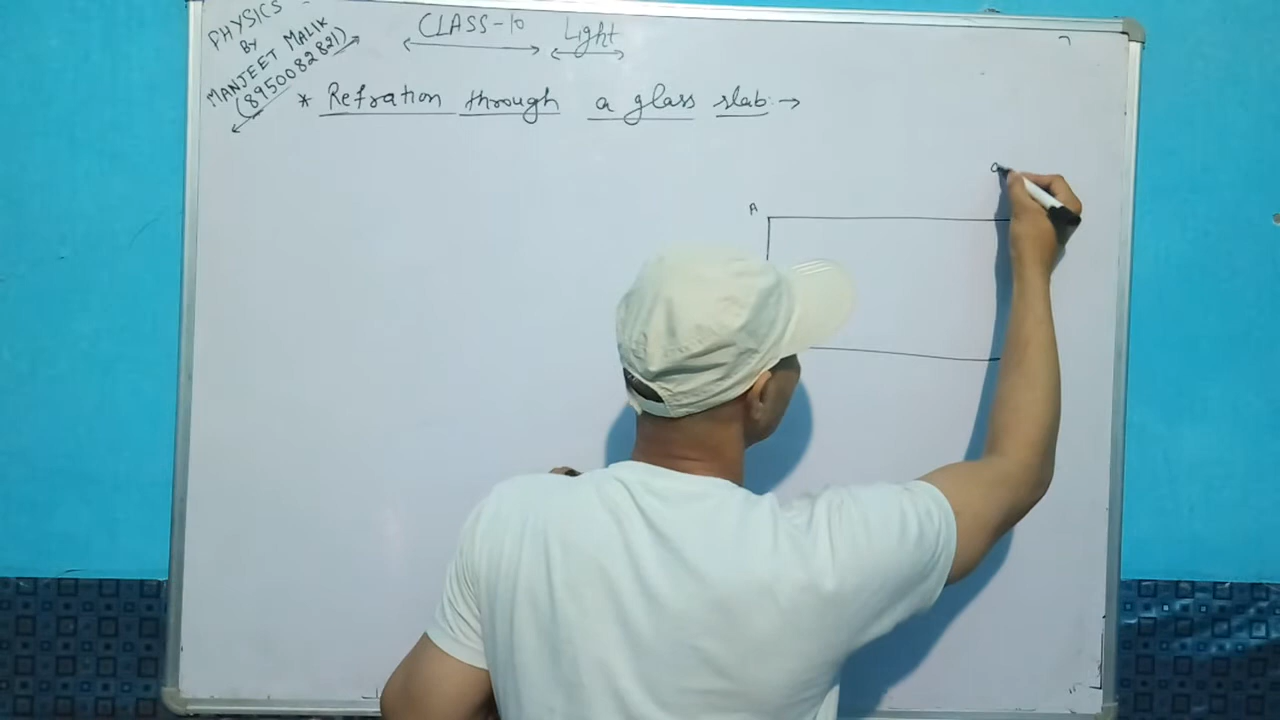 PHYSICS -
By
MANJEET MALIK
(8950082821)
CLASS-10
Light
* Refration through a glass slab :→
A
a